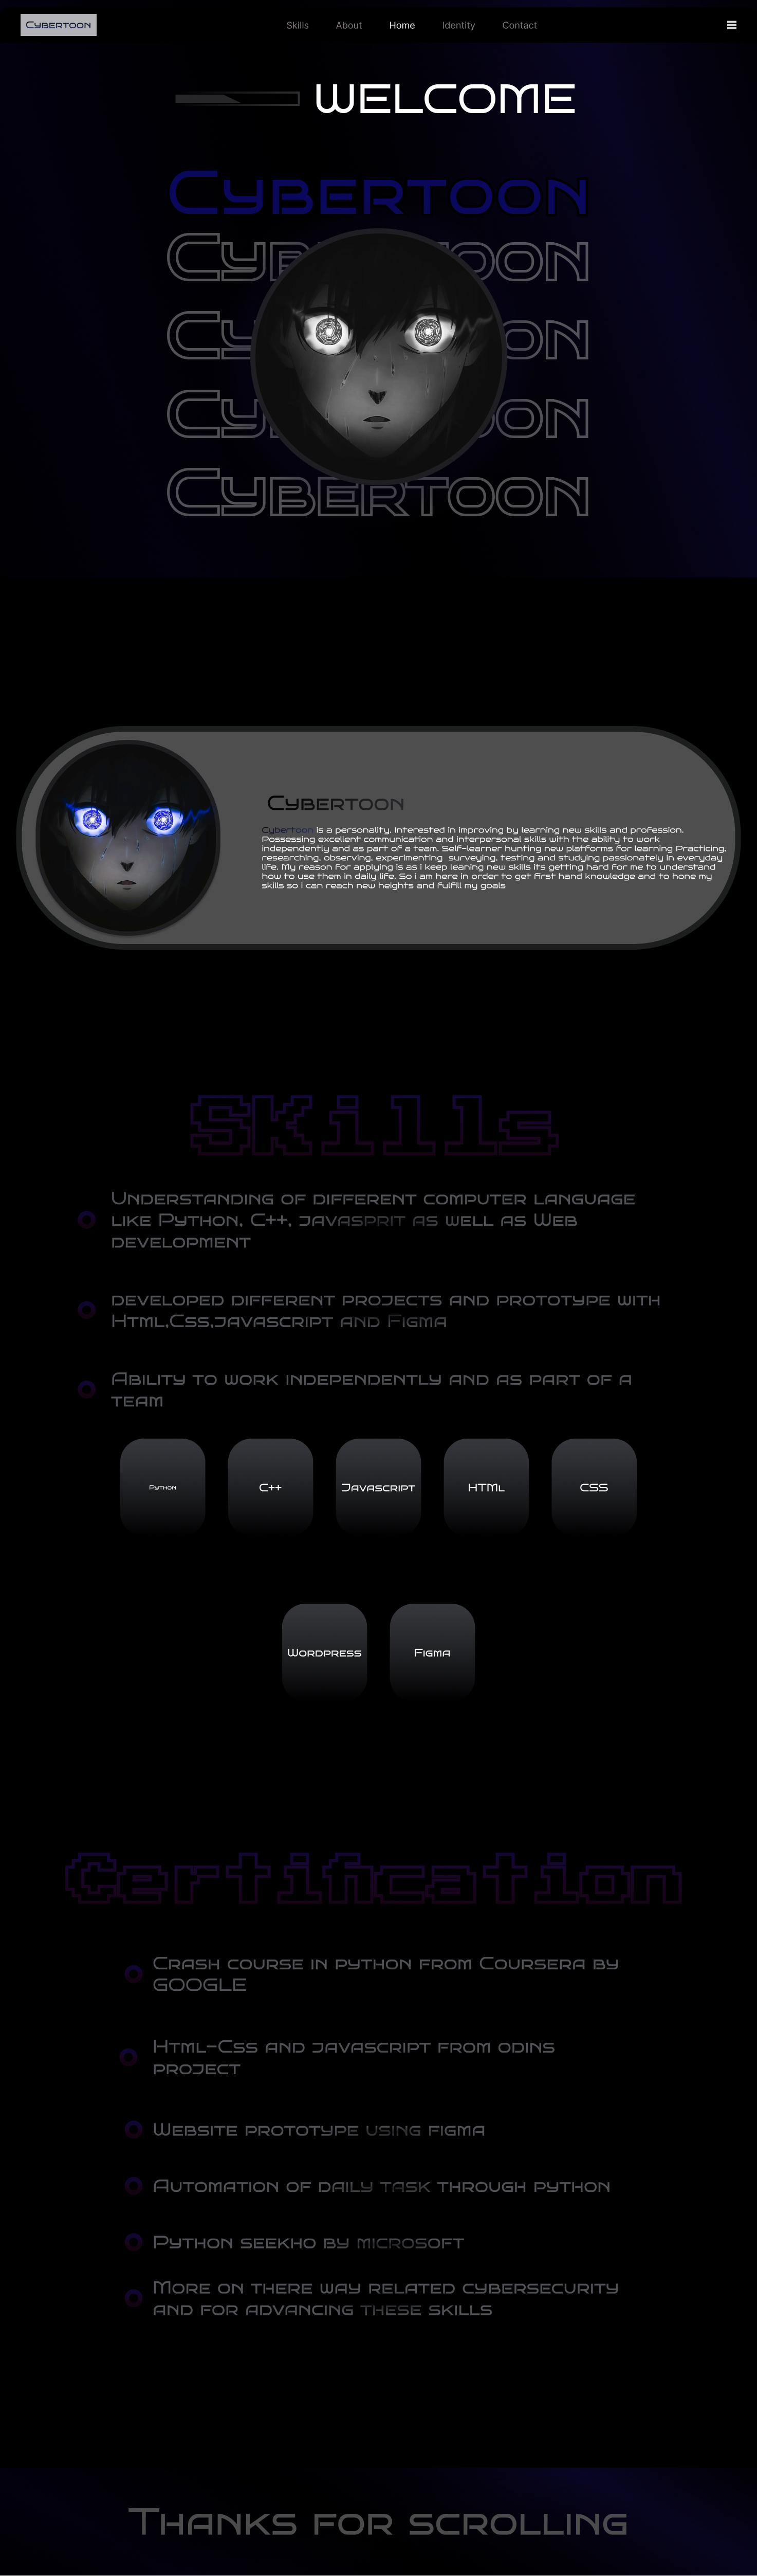 Cybertoon
Skills About Home Identity Contact
WELCOME
Cybertoon
Cybertoon
Cybertoon
Cybertoon
Cybertoon
Cybertoon
Cybertoon is a personality, Interested in improving by learning new skills and profession.
Possessing excellent communication and interpersonal skills with the ability to work
independently and as part of a team. Self-learner hunting new platforms for learning Practicing,
researching, observing, experimenting surveying, testing and studying passionately in everyday
life. My reason for applying is as i keep leaning new skills its getting hard for me to understand
how to use them in daily life. So i am here in order to get first hand knowledge and to hone my
skills so i can reach new heights and fulfill my goals
SKills
Understanding of different computer language
like Python, C++, javasprit as well as Web
development
developed different projects and prototype with
Html,Css,javascript and Figma
Ability to work independently and as part of a
team
Python
C++
Javascript
HTMl
CSS
Wordpress
Figma
Certification
Crash course in python from Coursera by
GOOGLE
Html-Css and javascript from odins
project
Website prototype using figma
Automation of daily task through python
Python seekho by microsoft
More on there way related cybersecurity
and for advancing these skills
Thanks for scrolling